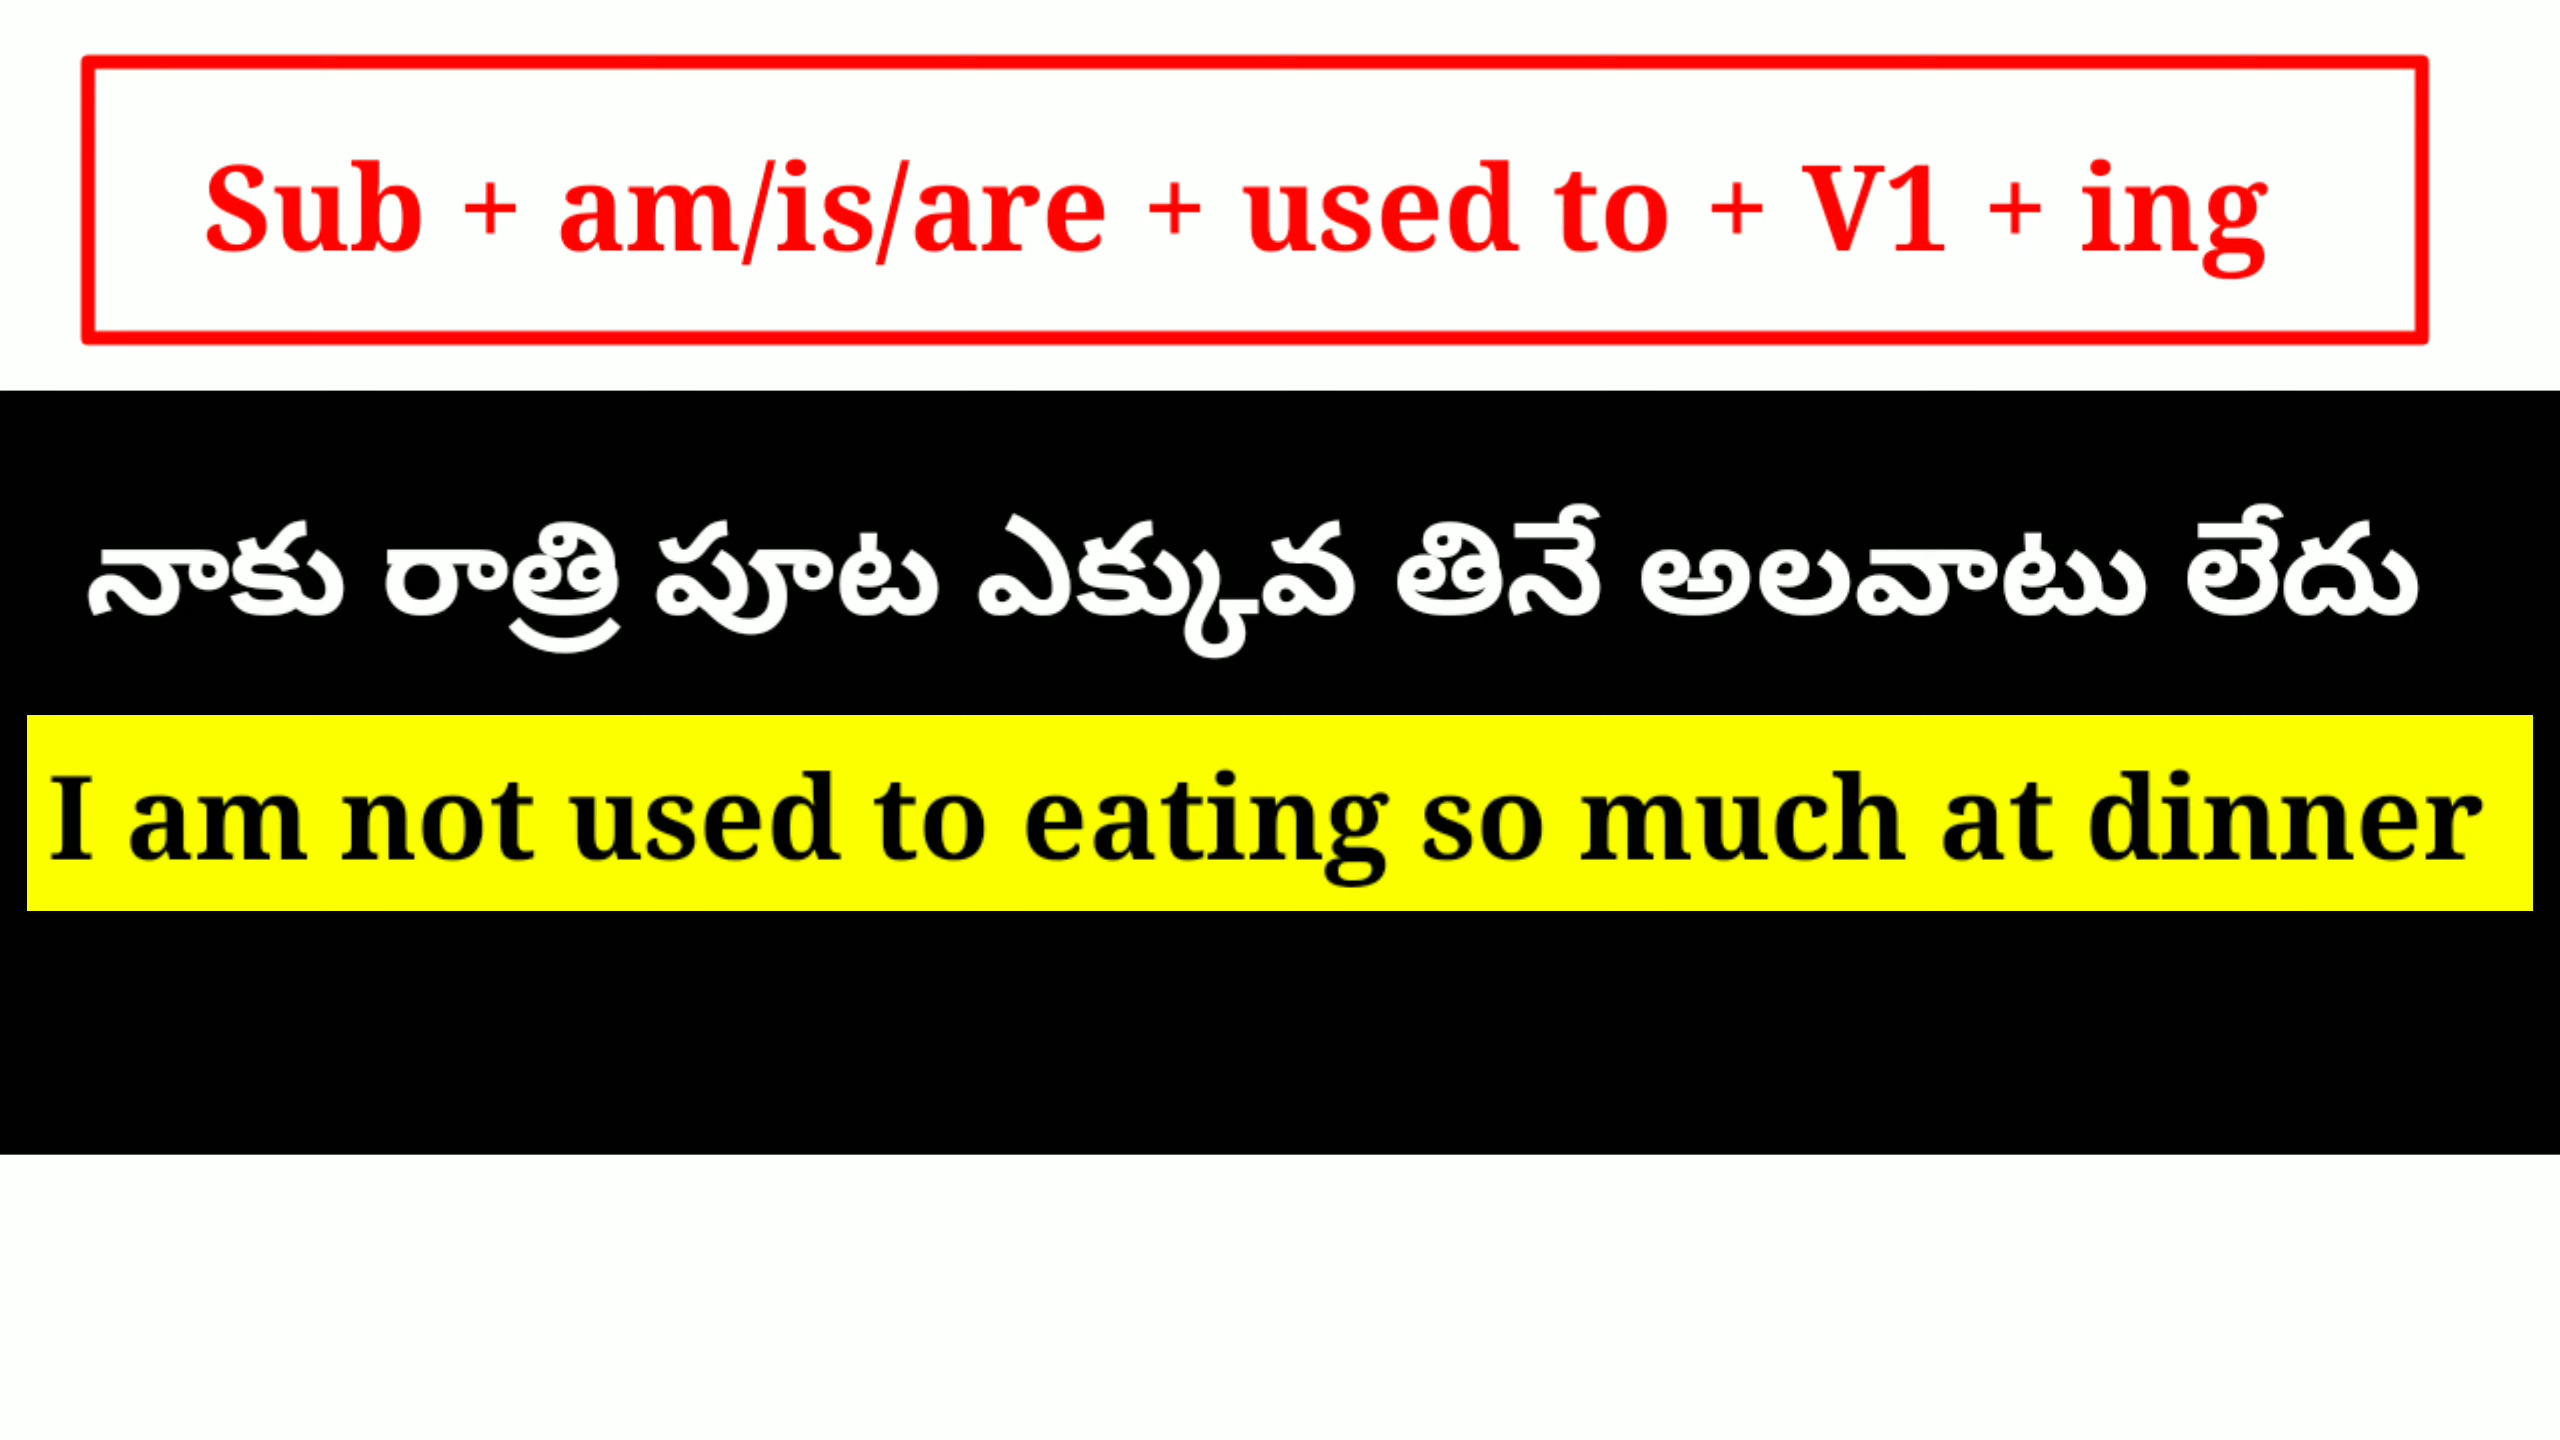 Sub + am/is/are + used to + V1 + ing
నాకు రాత్రి పూట ఎక్కువ తినే అలవాటు లేదు
I am not used to eating so much at dinner